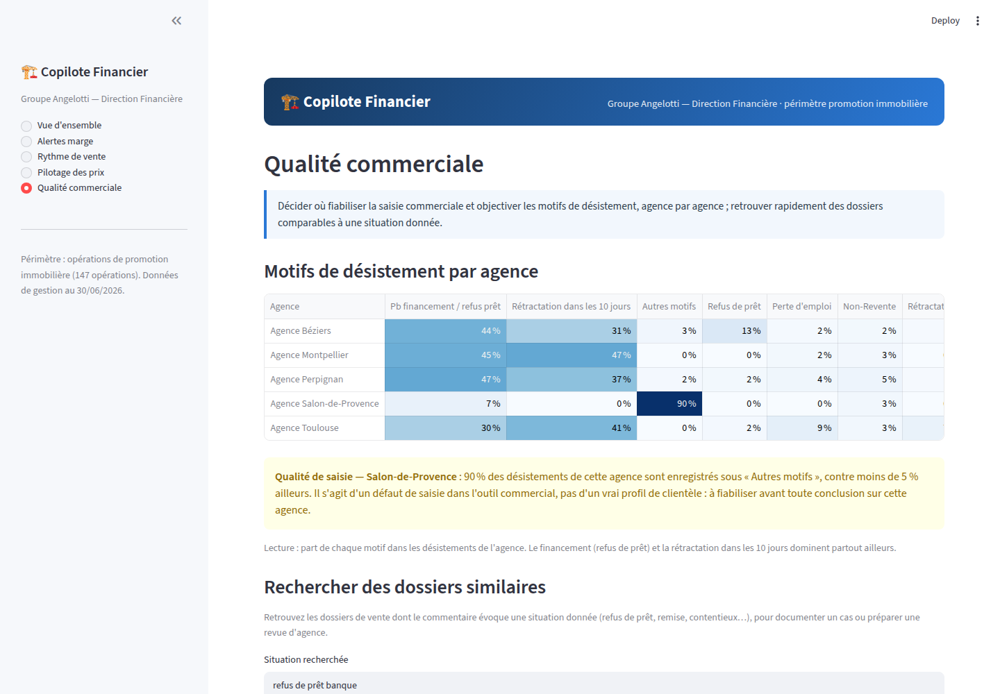 Deploy
🏗️ Copilote Financier
Groupe Angelotti — Direction Financière
Vue d'ensemble
Alertes marge
Rythme de vente
Pilotage des prix
Qualité commerciale
Périmètre : opérations de promotion
immobilière (147 opérations). Données
de gestion au 30/06/2026.
🏗️ Copilote Financier
Groupe Angelotti — Direction Financière · périmètre promotion immobilière
Qualité commerciale
Décider où fiabiliser la saisie commerciale et objectiver les motifs de désistement, agence par agence ; retrouver rapidement des dossiers
comparables à une situation donnée.
Motifs de désistement par agence
Agence Pb financement / refus prêt Rétractation dans les 10 jours Autres motifs Refus de prêt Perte d'emploi Non-Revente Rétractat
Agence Béziers 44 % 31 % 3 % 13 % 2 % 2 %
Agence Montpellier 45 % 47 % 0 % 0 % 2 % 3 %
Agence Perpignan 47 % 37 % 2 % 2 % 4 % 5 %
Agence Salon-de-Provence 7 % 0 % 90 % 0 % 0 % 3 %
Agence Toulouse 30 % 41 % 0 % 2 % 9 % 3 %
Qualité de saisie — Salon-de-Provence : 90 % des désistements de cette agence sont enregistrés sous « Autres motifs », contre moins de 5 %
ailleurs. Il s'agit d'un défaut de saisie dans l'outil commercial, pas d'un vrai profil de clientèle : à fiabiliser avant toute conclusion sur cette
agence.
Lecture : part de chaque motif dans les désistements de l'agence. Le financement (refus de prêt) et la rétractation dans les 10 jours dominent partout ailleurs.
Rechercher des dossiers similaires
Retrouvez les dossiers de vente dont le commentaire évoque une situation donnée (refus de prêt, remise, contentieux…), pour documenter un cas ou préparer une
revue d'agence.
Situation recherchée
refus de prêt banque